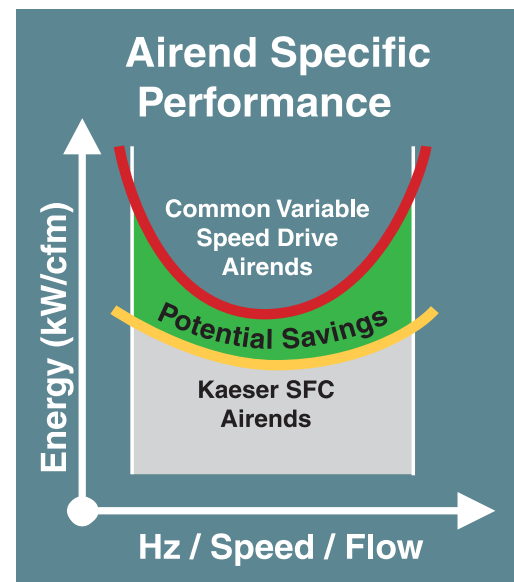 Airend Specific
Performance
Energy (kW/cfm)
Common Variable
Speed Drive
Airends
Potential Savings
Kaeser SFC
Airends
Hz / Speed / Flow